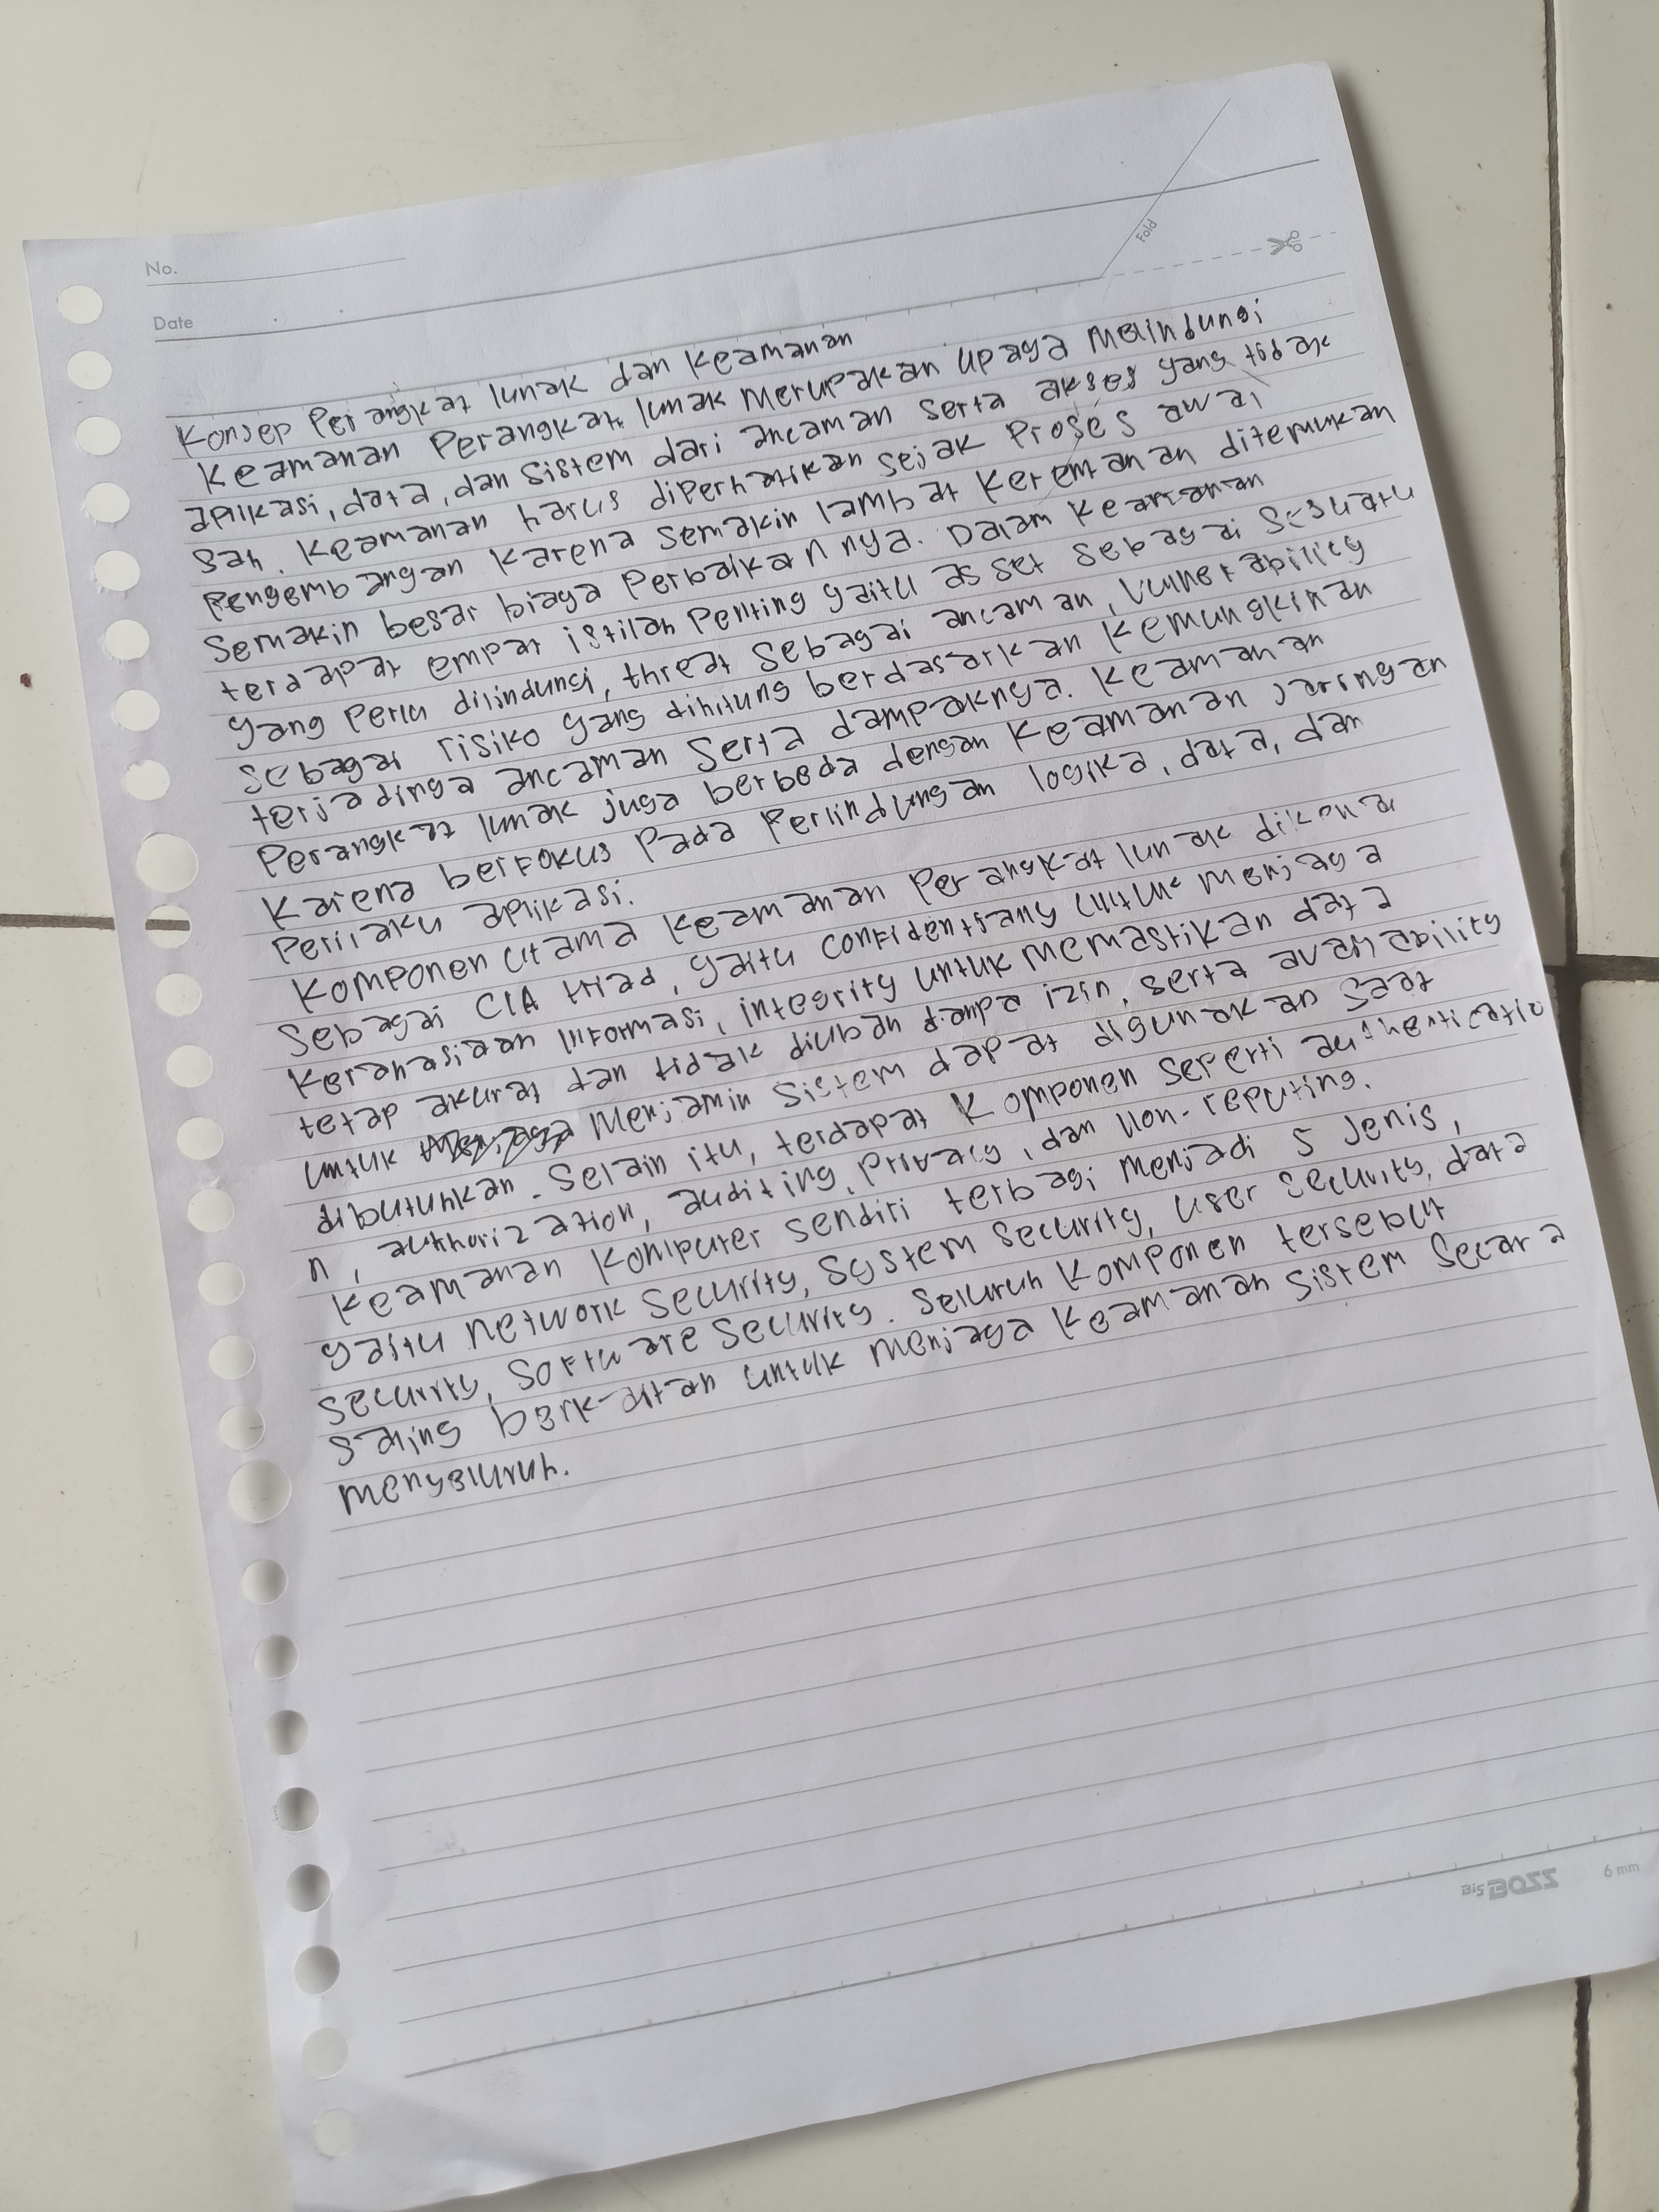 No.
Date
Fold
Konsep Perangkat lunak dan Keamanan
Keamanan Perangkat lunak Merupakan upaya Melindungi
aplikasi, data, dan Sistem dari ancaman Serta akses yang tidak
Sah. Keamanan harus diperhatikan Sejak Proses awal
Pengembangan Karena Semakin lambat Keremanan ditemukan
Semakin besar biaya Perbaikannya. Dalam Keamanan
terdapat empat istilah Penting yaitu asset Sebagai Sesuatu
yang Perlu dilindungi, threat Sebagai ancaman, Vulnerability
Sebagai risiko yang dihitung berdasarkan Kemungkinan
terjadinya ancaman Serta dampaknya. Keamanan
Perangkat lunak juga berbeda dengan Keamanan jaringan
Karena berfokus Pada Perlindungan logika, data, dan
Perilaku aplikasi.
Komponen Utama Keamanan Perangkat lunak dikenal
Sebagai CIA triad, yaitu untuk Menjaga
Kerahasiaan informasi, integrity untuk Memastikan data
tetap akurat dan tidak diubah tanpa izin, Serta
untuk Menjamin Sistem dapat digunakan Saat
dibutuhkan. Selain itu, terdapat Komponen Seperti
n, authorization, auditing, Privacy, dan Non-reputing.
Keamanan Komputer Sendiri terbagi Menjadi 5 Jenis,
yaitu Network Security, System Security, User Security, data
Security, Software Security. Seluruh Komponen tersebut
Saling berk-aitan Untuk Menjaga Keamanan Sistem Secara
Menyeluruh.
Big BOSS 6 mm